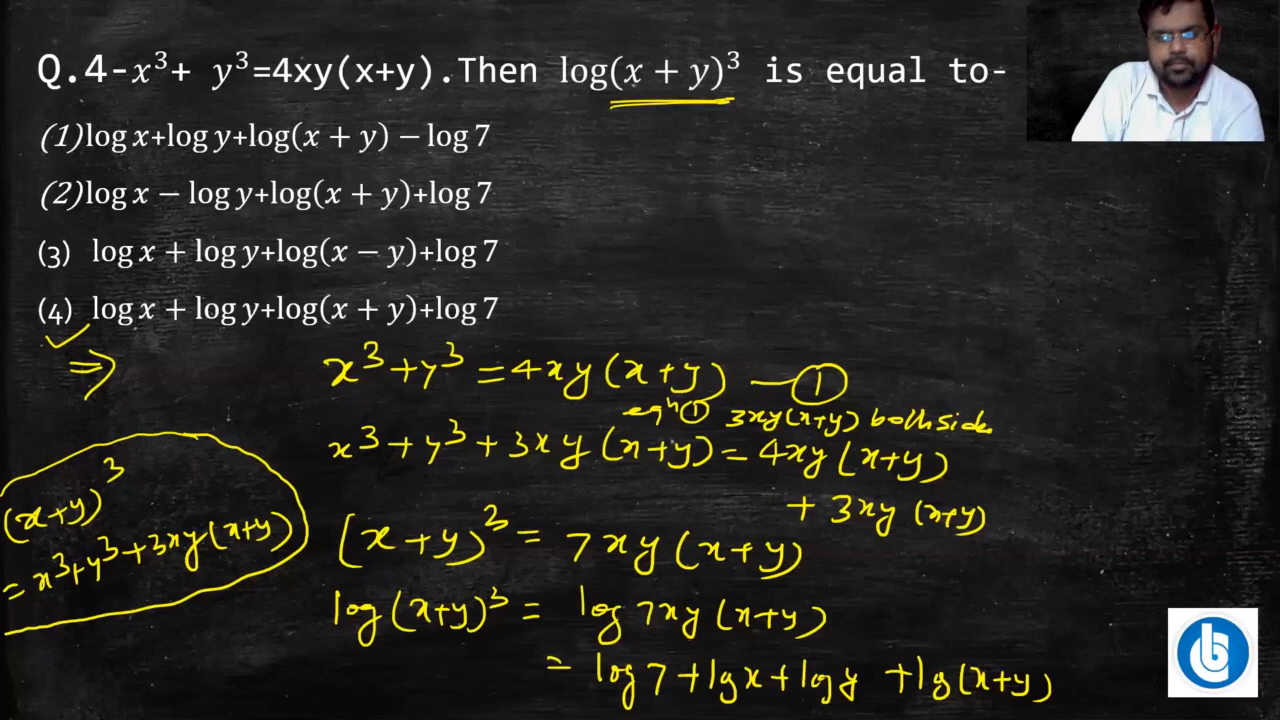 Q.4-x³+ y³=4xy(x+y).Then log(x + y)³ is equal to-
(1)log x+log y+log(x + y) − log 7
(2)log x − log y+log(x + y)+log 7
(3) log x + log y+log(x − y)+log 7
(4) log x + log y+log(x + y)+log 7
⇒ x³+y³ = 4xy(x+y) —①
eqⁿ① 3xy(x+y) both side
x³+y³+3xy(x+y) = 4xy(x+y)
+ 3xy (x+y)
(x+y)³
= x³+y³+3xy(x+y)
(x+y)³ = 7xy(x+y)
log(x+y)³ = log 7xy(x+y)
= log 7+lgx+logy +lg(x+y)